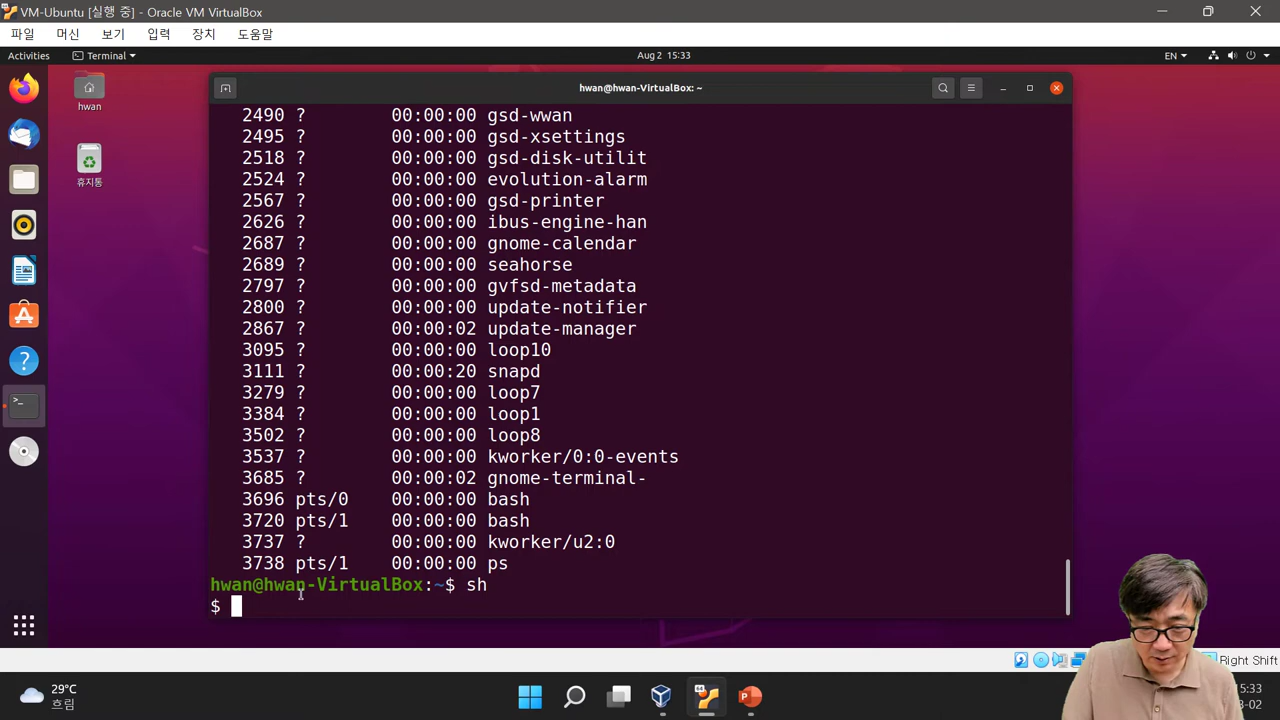 VM-Ubuntu [실행 중] - Oracle VM VirtualBox
파일 머신 보기 입력 장치 도움말
Activities Terminal Aug 2 15:33 EN
hwan@hwan-VirtualBox: ~
hwan
휴지통
2490 ? 00:00:00 gsd-wwan
2495 ? 00:00:00 gsd-xsettings
2518 ? 00:00:00 gsd-disk-utilit
2524 ? 00:00:00 evolution-alarm
2567 ? 00:00:00 gsd-printer
2626 ? 00:00:00 ibus-engine-han
2687 ? 00:00:00 gnome-calendar
2689 ? 00:00:00 seahorse
2797 ? 00:00:00 gvfsd-metadata
2800 ? 00:00:00 update-notifier
2867 ? 00:00:02 update-manager
3095 ? 00:00:00 loop10
3111 ? 00:00:20 snapd
3279 ? 00:00:00 loop7
3384 ? 00:00:00 loop1
3502 ? 00:00:00 loop8
3537 ? 00:00:00 kworker/0:0-events
3685 ? 00:00:02 gnome-terminal-
3696 pts/0 00:00:00 bash
3720 pts/1 00:00:00 bash
3737 ? 00:00:00 kworker/u2:0
3738 pts/1 00:00:00 ps
hwan@hwan-VirtualBox:~$ sh
$
Right Shift
29°C
흐림
15:33
-02